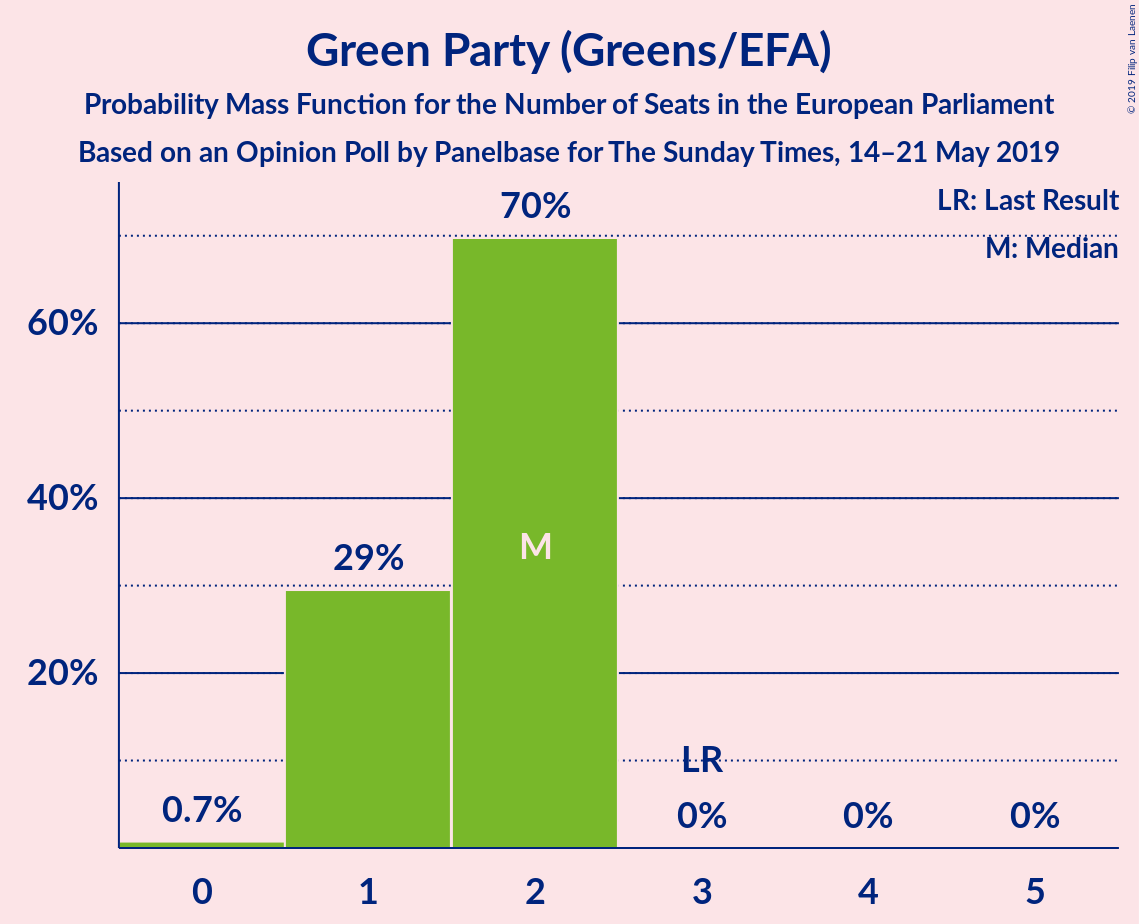 Green Party (Greens/EFA)
Probability Mass Function for the Number of Seats in the European Parliament
Based on an Opinion Poll by Panelbase for The Sunday Times, 14–21 May 2019
© 2019 Filip van Laenen
LR: Last Result
M: Median
70%
60%
40%
M
29%
20%
LR
0.7%
0%
0%
0%
0 1 2 3 4 5